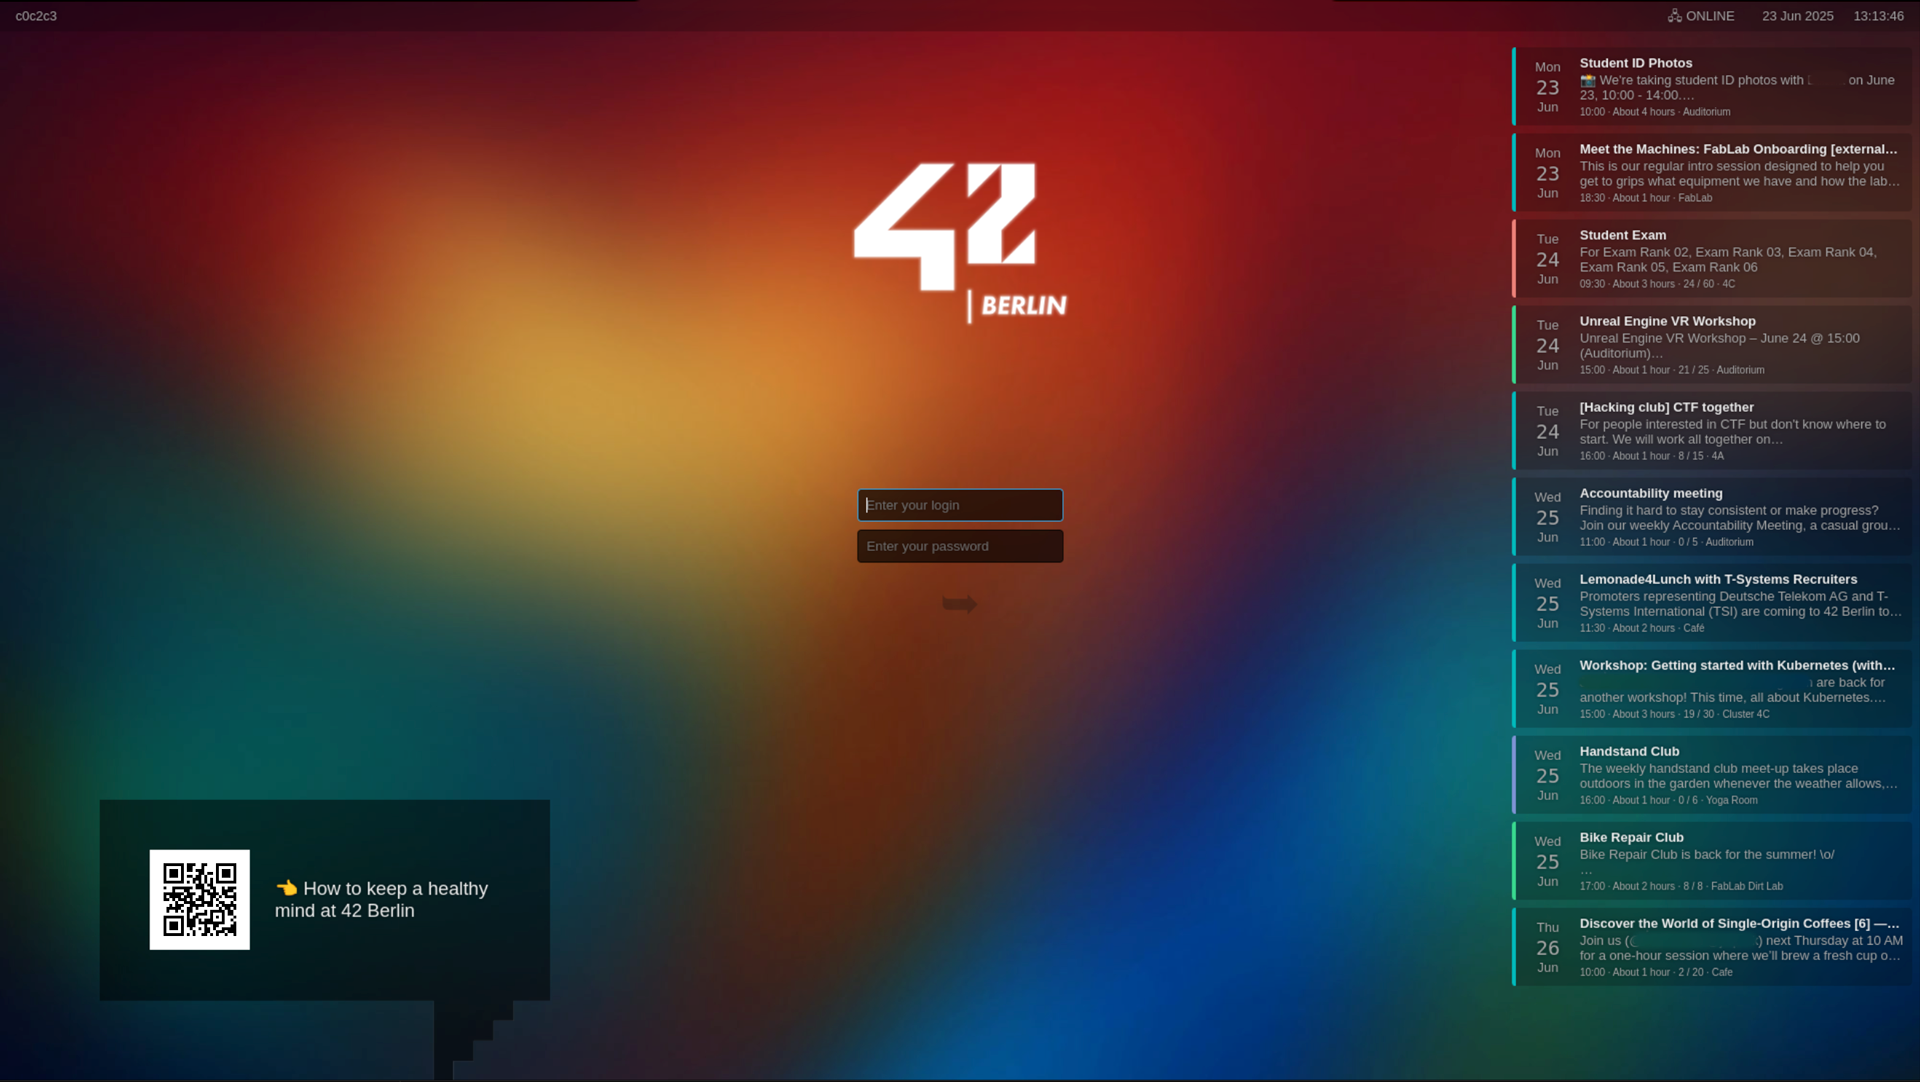 c0c2c3
ONLINE 23 Jun 2025 13:13:46
42
BERLIN
Enter your login
Enter your password
How to keep a healthy
mind at 42 Berlin
Mon
23
Jun
Student ID Photos
We're taking student ID photos with on June
23, 10:00 - 14:00.…
10:00 · About 4 hours · Auditorium
Mon
23
Jun
Meet the Machines: FabLab Onboarding [external…
This is our regular intro session designed to help you
get to grips what equipment we have and how the lab…
18:30 · About 1 hour · FabLab
Tue
24
Jun
Student Exam
For Exam Rank 02, Exam Rank 03, Exam Rank 04,
Exam Rank 05, Exam Rank 06
09:30 · About 3 hours · 24 / 60 · 4C
Tue
24
Jun
Unreal Engine VR Workshop
Unreal Engine VR Workshop – June 24 @ 15:00
(Auditorium)…
15:00 · About 1 hour · 21 / 25 · Auditorium
Tue
24
Jun
[Hacking club] CTF together
For people interested in CTF but don't know where to
start. We will work all together on…
16:00 · About 1 hour · 8 / 15 · 4A
Wed
25
Jun
Accountability meeting
Finding it hard to stay consistent or make progress?
Join our weekly Accountability Meeting, a casual grou…
11:00 · About 1 hour · 0 / 5 · Auditorium
Wed
25
Jun
Lemonade4Lunch with T-Systems Recruiters
Promoters representing Deutsche Telekom AG and T-
Systems International (TSI) are coming to 42 Berlin to…
11:30 · About 2 hours · Café
Wed
25
Jun
Workshop: Getting started with Kubernetes (with…
are back for
another workshop! This time, all about Kubernetes.…
15:00 · About 3 hours · 19 / 30 · Cluster 4C
Wed
25
Jun
Handstand Club
The weekly handstand club meet-up takes place
outdoors in the garden whenever the weather allows,…
16:00 · About 1 hour · 0 / 6 · Yoga Room
Wed
25
Jun
Bike Repair Club
Bike Repair Club is back for the summer! \o/
…
17:00 · About 2 hours · 8 / 8 · FabLab Dirt Lab
Thu
26
Jun
Discover the World of Single-Origin Coffees [6] —…
Join us ( ) next Thursday at 10 AM
for a one-hour session where we'll brew a fresh cup o…
10:00 · About 1 hour · 2 / 20 · Cafe